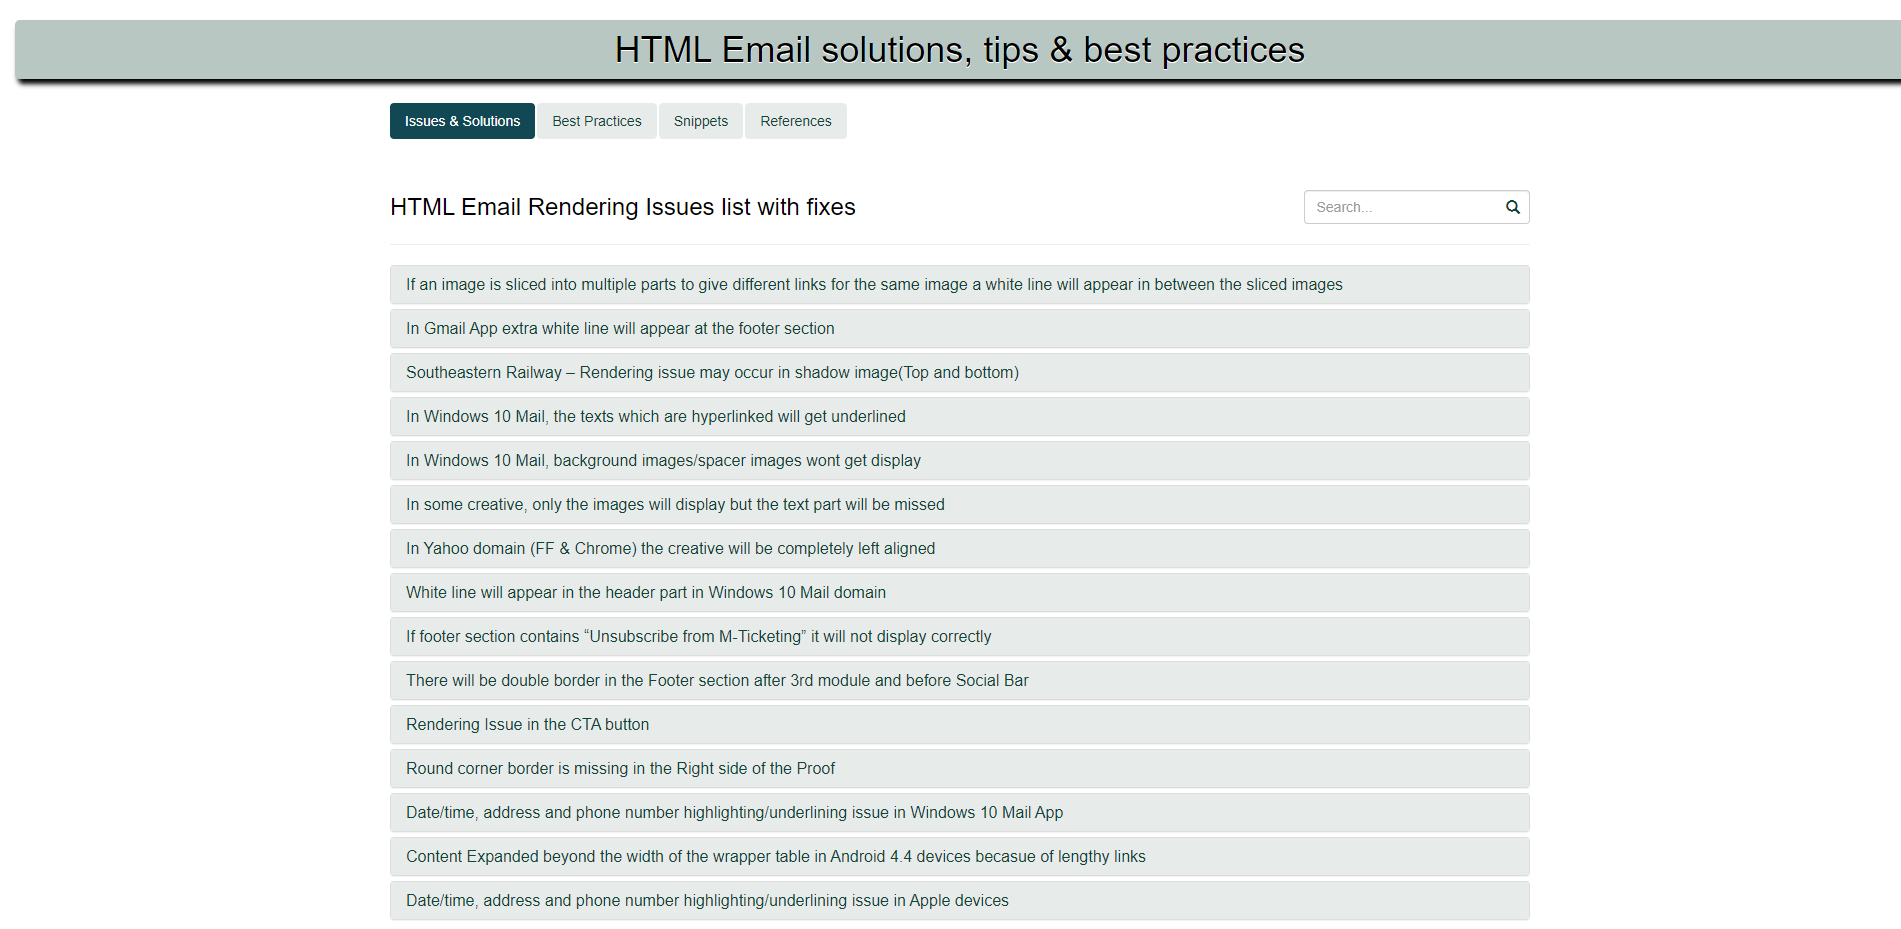 HTML Email solutions, tips & best practices
Issues & Solutions Best Practices Snippets References
HTML Email Rendering Issues list with fixes
Search...
If an image is sliced into multiple parts to give different links for the same image a white line will appear in between the sliced images
In Gmail App extra white line will appear at the footer section
Southeastern Railway – Rendering issue may occur in shadow image(Top and bottom)
In Windows 10 Mail, the texts which are hyperlinked will get underlined
In Windows 10 Mail, background images/spacer images wont get display
In some creative, only the images will display but the text part will be missed
In Yahoo domain (FF & Chrome) the creative will be completely left aligned
White line will appear in the header part in Windows 10 Mail domain
If footer section contains “Unsubscribe from M-Ticketing” it will not display correctly
There will be double border in the Footer section after 3rd module and before Social Bar
Rendering Issue in the CTA button
Round corner border is missing in the Right side of the Proof
Date/time, address and phone number highlighting/underlining issue in Windows 10 Mail App
Content Expanded beyond the width of the wrapper table in Android 4.4 devices becasue of lengthy links
Date/time, address and phone number highlighting/underlining issue in Apple devices